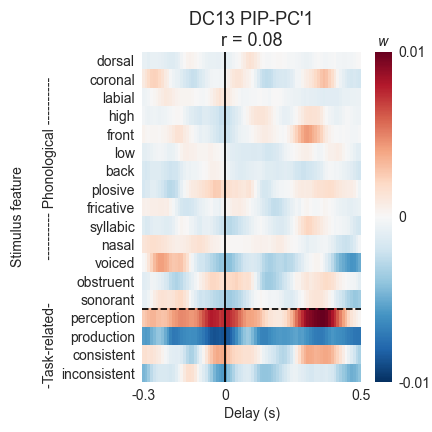 DC13 PIP-PC'1
r = 0.08
w
Stimulus feature
---------- Phonological ----------
-Task-related-
dorsal
coronal
labial
high
front
low
back
plosive
fricative
syllabic
nasal
voiced
obstruent
sonorant
perception
production
consistent
inconsistent
-0.3
0
0.5
Delay (s)
0.01
0
-0.01